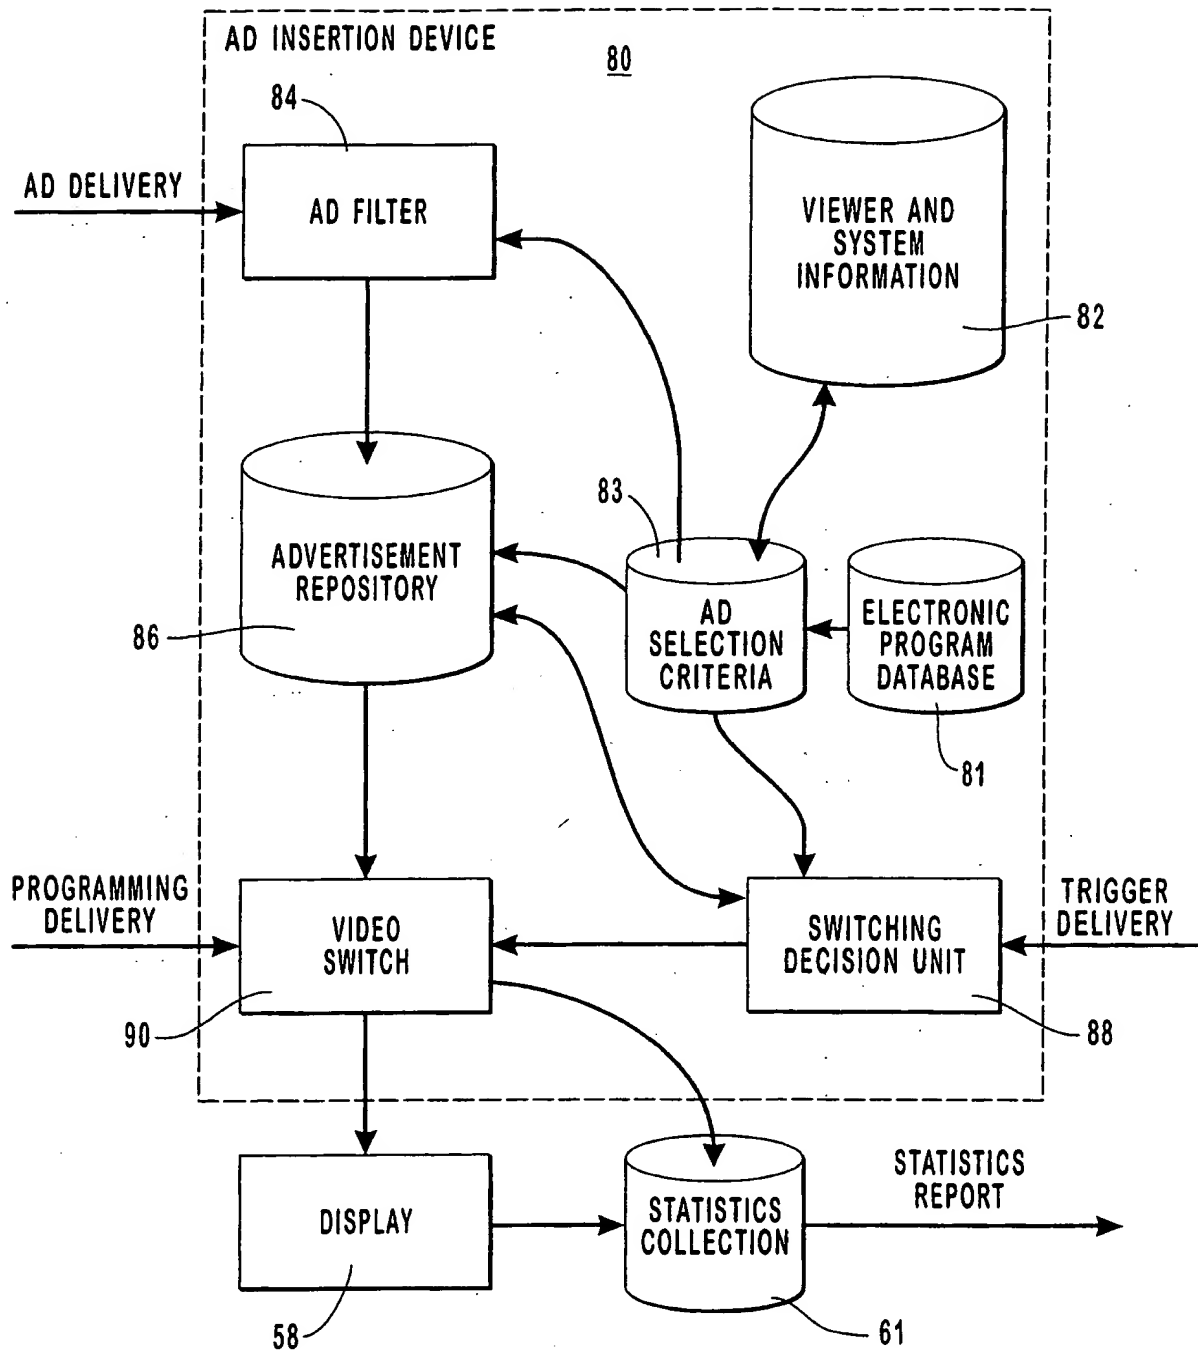 AD INSERTION DEVICE
80
84
AD DELIVERY
AD FILTER
VIEWER AND
SYSTEM
INFORMATION
82
83
ADVERTISEMENT
REPOSITORY
86
AD
SELECTION
CRITERIA
ELECTRONIC
PROGRAM
DATABASE
81
PROGRAMMING
DELIVERY
VIDEO
SWITCH
90
SWITCHING
DECISION UNIT
88
TRIGGER
DELIVERY
DISPLAY
58
STATISTICS
COLLECTION
61
STATISTICS
REPORT